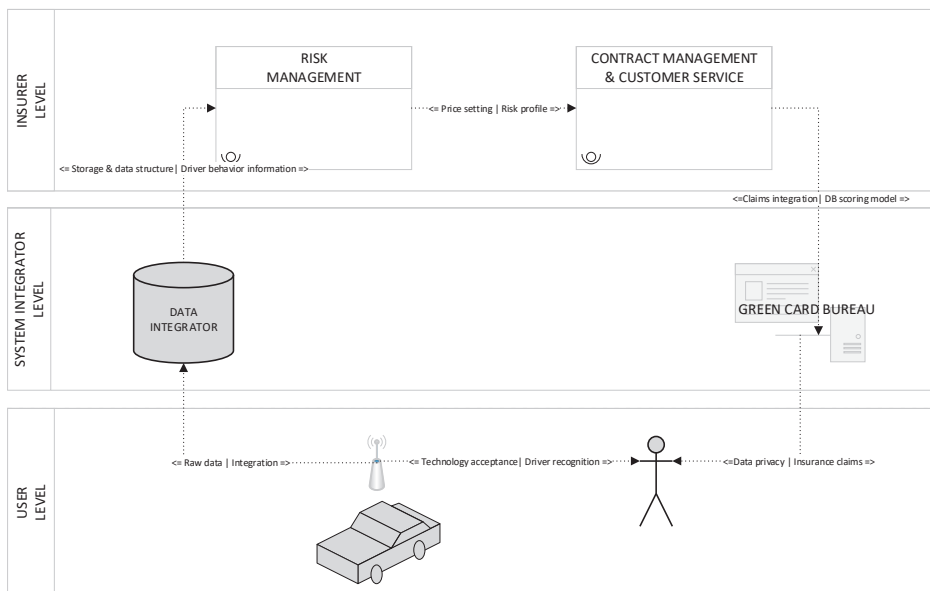 INSURER
LEVEL
RISK
MANAGEMENT
CONTRACT MANAGEMENT
& CUSTOMER SERVICE
<= Price setting | Risk profile =>
<= Storage & data structure| Driver behavior information =>
<=Claims integration| DB scoring model =>
SYSTEM INTEGRATOR
LEVEL
DATA
INTEGRATOR
GREEN CARD BUREAU
USER
LEVEL
<= Raw data | Integration =>
<= Technology acceptance| Driver recognition =>
<=Data privacy | Insurance claims =>